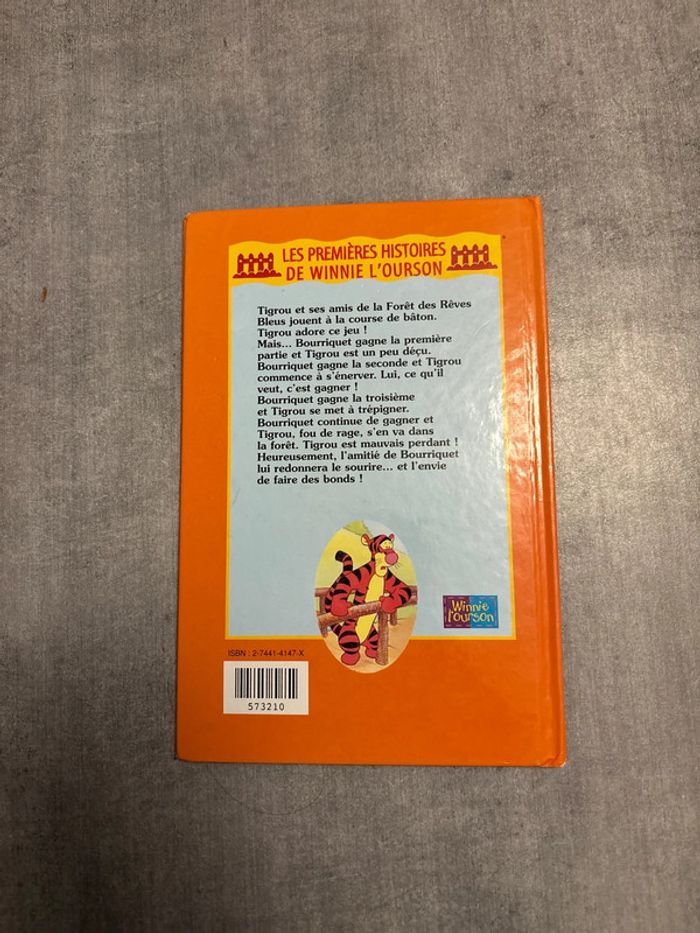 LES PREMIÈRES HISTOIRES
DE WINNIE L'OURSON
Tigrou et ses amis de la Forêt des Rêves
Bleus jouent à la course de bâton.
Tigrou adore ce jeu !
Mais... Bourriquet gagne la première
partie et Tigrou est un peu déçu.
Bourriquet gagne la seconde et Tigrou
commence à s'énerver. Lui, ce qu'il
veut, c'est gagner !
Bourriquet gagne la troisième
et Tigrou se met à trépigner.
Bourriquet continue de gagner et
Tigrou, fou de rage, s'en va dans
la forêt. Tigrou est mauvais perdant !
Heureusement, l'amitié de Bourriquet
lui redonnera le sourire... et l'envie
de faire des bonds !
Winnie
l'ourson
ISBN : 2-7441-4147-X
573210